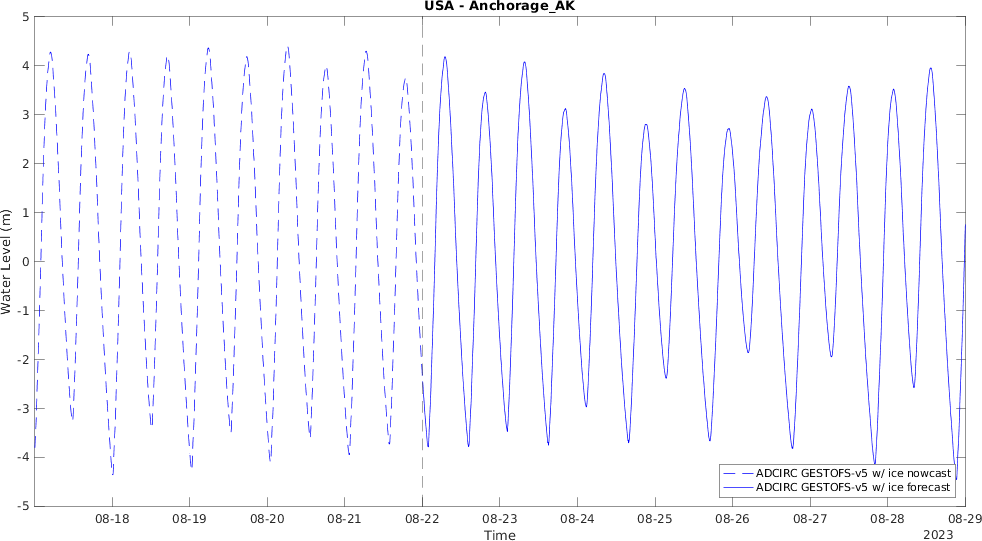 USA - Anchorage_AK
5
4
3
2
1
0
-1
-2
-3
-4
-5
Water Level (m)
ADCIRC GESTOFS-v5 w/ ice nowcast
ADCIRC GESTOFS-v5 w/ ice forecast
08-18 08-19 08-20 08-21 08-22 08-23 08-24 08-25 08-26 08-27 08-28 08-29
Time
2023